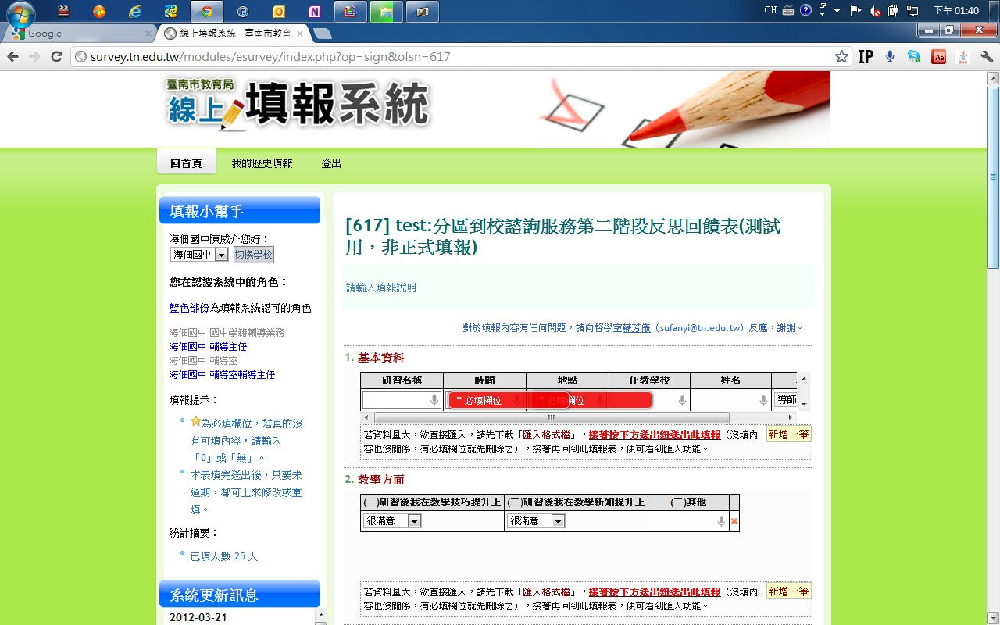 CH
下午 01:40
Google
線上填報系統 - 臺南市教育
survey.tn.edu.tw/modules/esurvey/index.php?op=sign&ofsn=617
IP
Aa
臺南市教育局
線上填報系統
回首頁
我的歷史填報
登出
填報小幫手
海佃國中陳威介您好：
海佃國中
切換學校
您在認證系統中的角色：
藍色部份為填報系統認可的角色
海佃國中 國中學籍輔導業務
海佃國中 輔導主任
海佃國中 輔導室
海佃國中 輔導室輔導主任
填報提示：
為必填欄位，若真的沒
有可填內容，請輸入
「0」或「無」。
本表填完送出後，只要未
過期，都可上來修改或重
填。
統計摘要：
已填人數 25 人
系統更新訊息
2012-03-21
[617] test:分區到校諮詢服務第二階段反思回饋表(測試
用，非正式填報)
請輸入填報說明
對於填報內容有任何問題，請向督學室蘇芳儀（sufanyi@tn.edu.tw）反應，謝謝。
1. 基本資料
研習名稱
時間
地點
任教學校
姓名
* 必填欄位
* 必填欄位
導師
若資料量大，欲直接匯入，請先下載「匯入格式檔」，接著按下方送出鈕送出此填報（沒填內
容也沒關係，有必填欄位就先刪除之），接著再回到此填報表，便可看到匯入功能。
新增一筆
2. 教學方面
(一)研習後我在教學技巧提升上
(二)研習後我在教學新知提升上
(三)其他
很滿意
很滿意
若資料量大，欲直接匯入，請先下載「匯入格式檔」，接著按下方送出鈕送出此填報（沒填內
容也沒關係，有必填欄位就先刪除之），接著再回到此填報表，便可看到匯入功能。
新增一筆